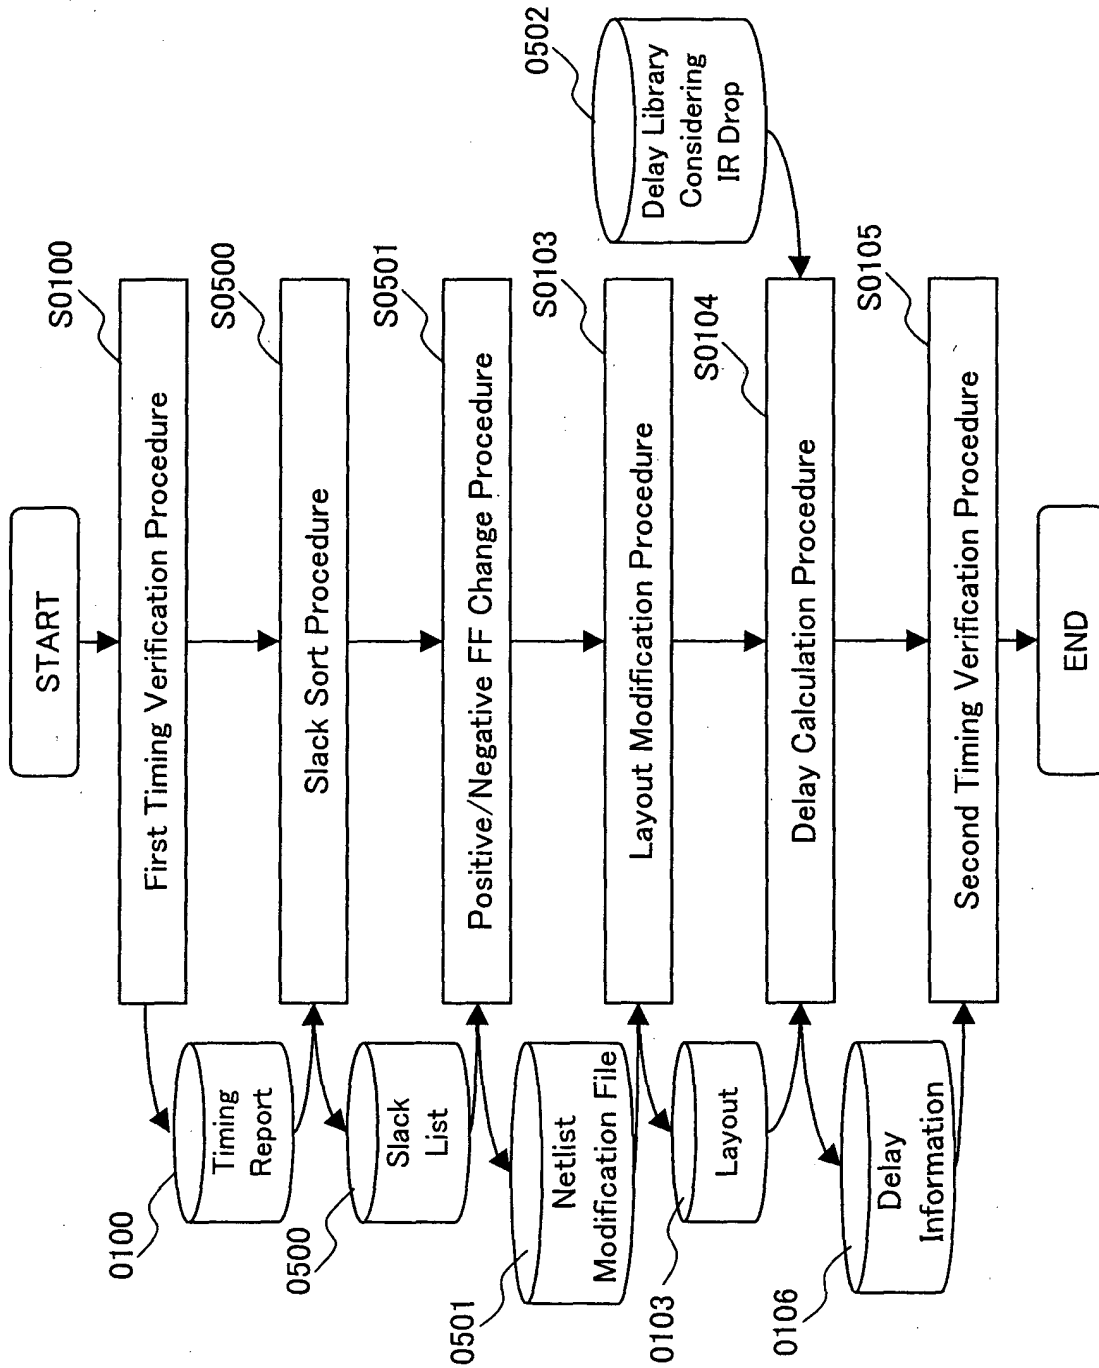 START
S0100
First Timing Verification Procedure
0100
Timing
Report
S0500
Slack Sort Procedure
0500
Slack
List
S0501
Positive/Negative FF Change Procedure
0501
Netlist
Modification File
S0103
Layout Modification Procedure
0103
Layout
0502
Delay Library
Considering
IR Drop
S0104
Delay Calculation Procedure
0106
Delay
Information
S0105
Second Timing Verification Procedure
END